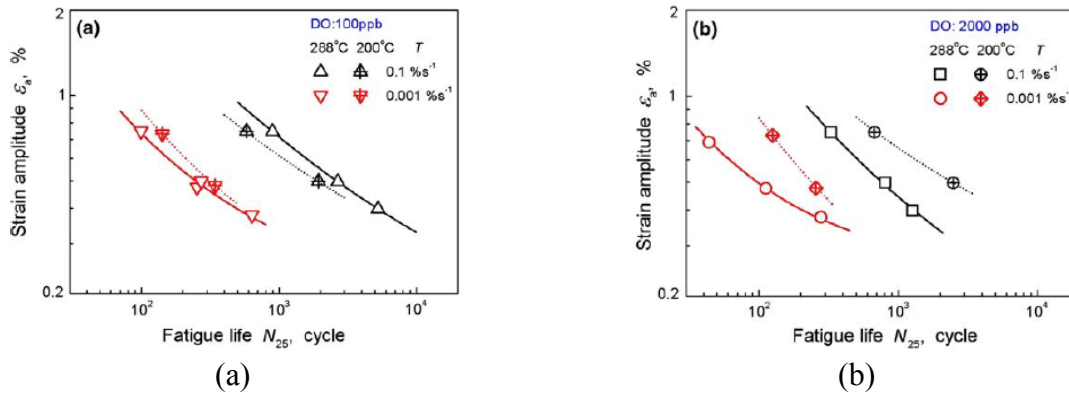 (a)
DO:100ppb
288°C 200°C T
0.1 %s⁻¹
0.001 %s⁻¹
2
1
0.2
Strain amplitude εₐ, %
10² 10³ 10⁴
Fatigue life N₂₅, cycle
(a)
(b)
DO: 2000 ppb
288°C 200°C T
0.1 %s⁻¹
0.001 %s⁻¹
2
1
0.2
Strain amplitude εₐ, %
10² 10³ 10⁴
Fatigue life N₂₅, cycle
(b)